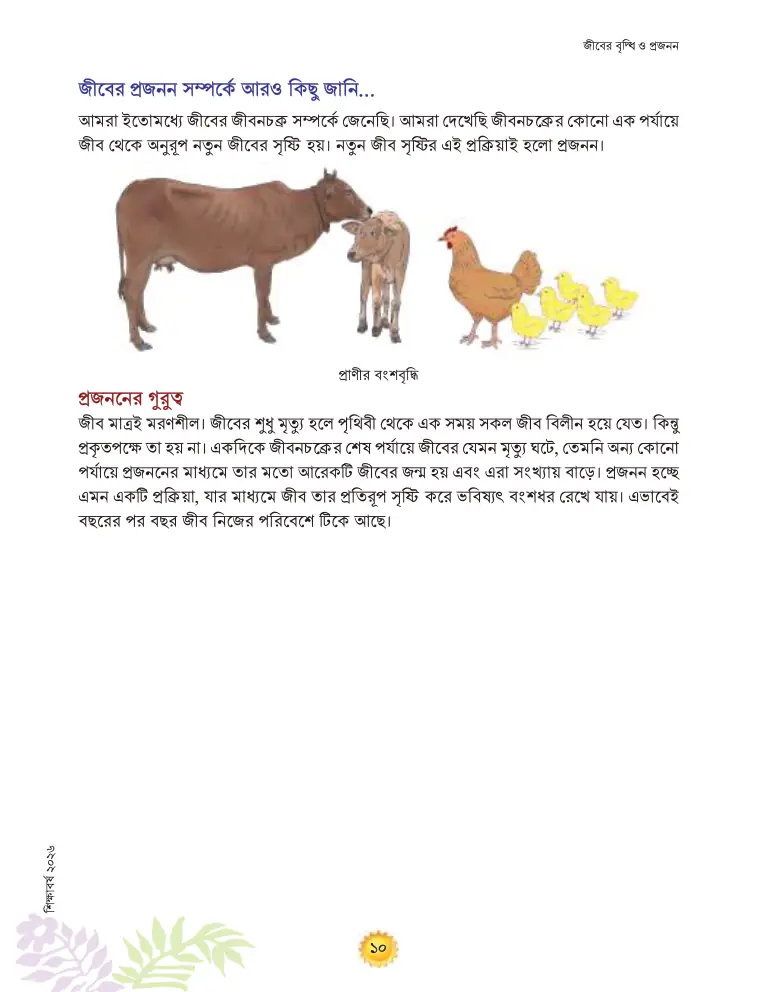 জীবের বৃদ্ধি ও প্রজনন
জীবের প্রজনন সম্পর্কে আরও কিছু জানি...
আমরা ইতোমধ্যে জীবের জীবনচক্র সম্পর্কে জেনেছি। আমরা দেখেছি জীবনচক্রের কোনো এক পর্যায়ে
জীব থেকে অনুরূপ নতুন জীবের সৃষ্টি হয়। নতুন জীব সৃষ্টির এই প্রক্রিয়াই হলো প্রজনন।
প্রাণীর বংশবৃদ্ধি
প্রজননের গুরুত্ব
জীব মাত্রই মরণশীল। জীবের শুধু মৃত্যু হলে পৃথিবী থেকে এক সময় সকল জীব বিলীন হয়ে যেত। কিন্তু
প্রকৃতপক্ষে তা হয় না। একদিকে জীবনচক্রের শেষ পর্যায়ে জীবের যেমন মৃত্যু ঘটে, তেমনি অন্য কোনো
পর্যায়ে প্রজননের মাধ্যমে তার মতো আরেকটি জীবের জন্ম হয় এবং এরা সংখ্যায় বাড়ে। প্রজনন হচ্ছে
এমন একটি প্রক্রিয়া, যার মাধ্যমে জীব তার প্রতিরূপ সৃষ্টি করে ভবিষ্যৎ বংশধর রেখে যায়। এভাবেই
বছরের পর বছর জীব নিজের পরিবেশে টিকে আছে।
শিক্ষাবর্ষ ২০২৬
১০